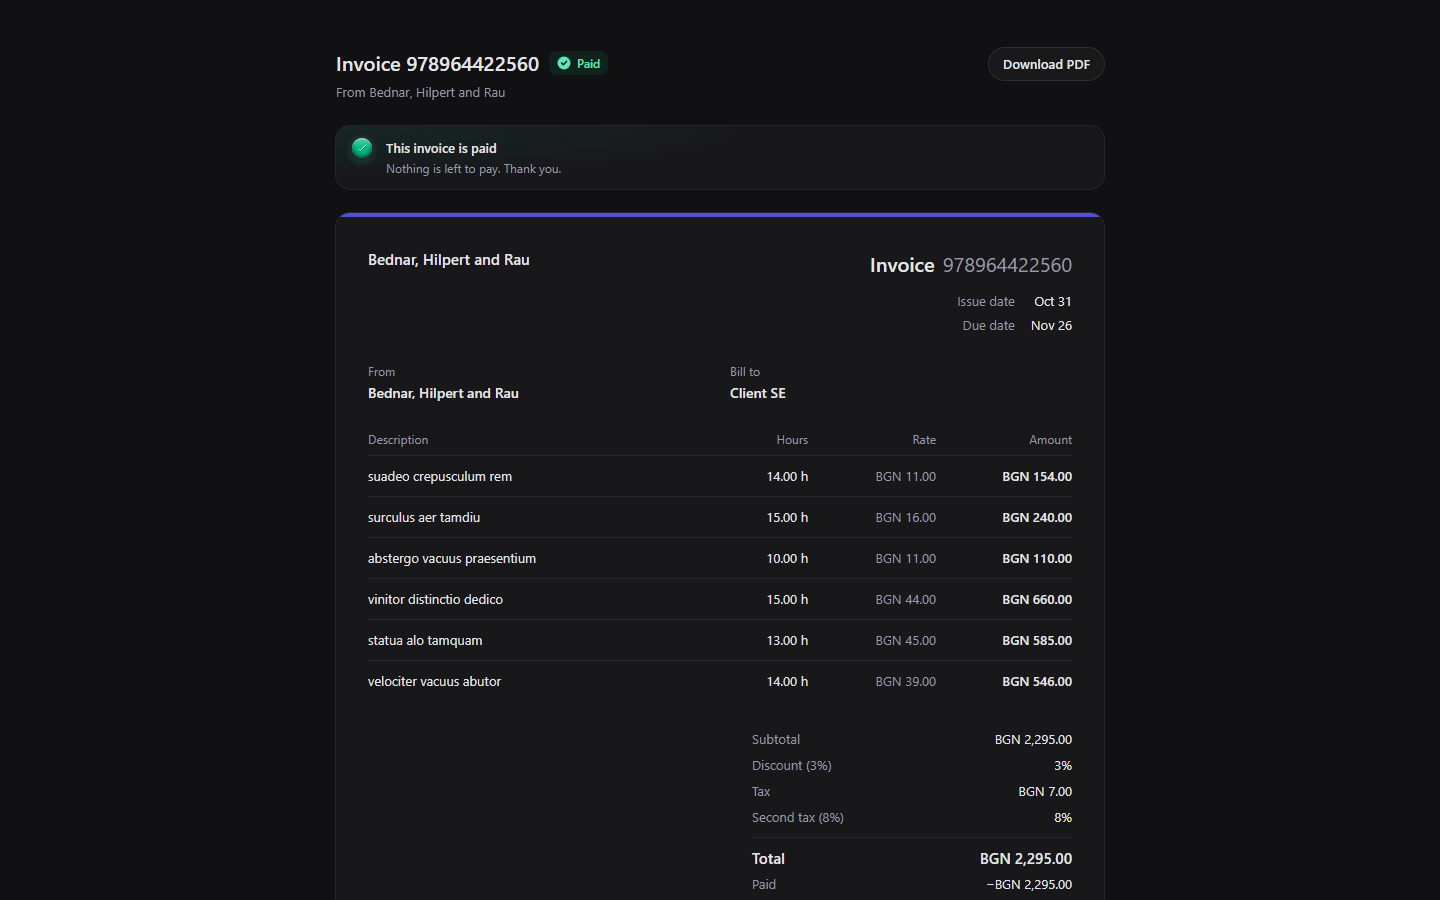 Invoice 978964422560 Paid
Download PDF
From Bednar, Hilpert and Rau
This invoice is paid
Nothing is left to pay. Thank you.
Bednar, Hilpert and Rau
Invoice 978964422560
Issue date Oct 31
Due date Nov 26
From Bill to
Bednar, Hilpert and Rau Client SE
Description Hours Rate Amount
suadeo crepusculum rem 14.00 h BGN 11.00 BGN 154.00
surculus aer tamdiu 15.00 h BGN 16.00 BGN 240.00
abstergo vacuus praesentium 10.00 h BGN 11.00 BGN 110.00
vinitor distinctio dedico 15.00 h BGN 44.00 BGN 660.00
statua alo tamquam 13.00 h BGN 45.00 BGN 585.00
velociter vacuus abutor 14.00 h BGN 39.00 BGN 546.00
Subtotal BGN 2,295.00
Discount (3%) 3%
Tax BGN 7.00
Second tax (8%) 8%
Total BGN 2,295.00
Paid −BGN 2,295.00